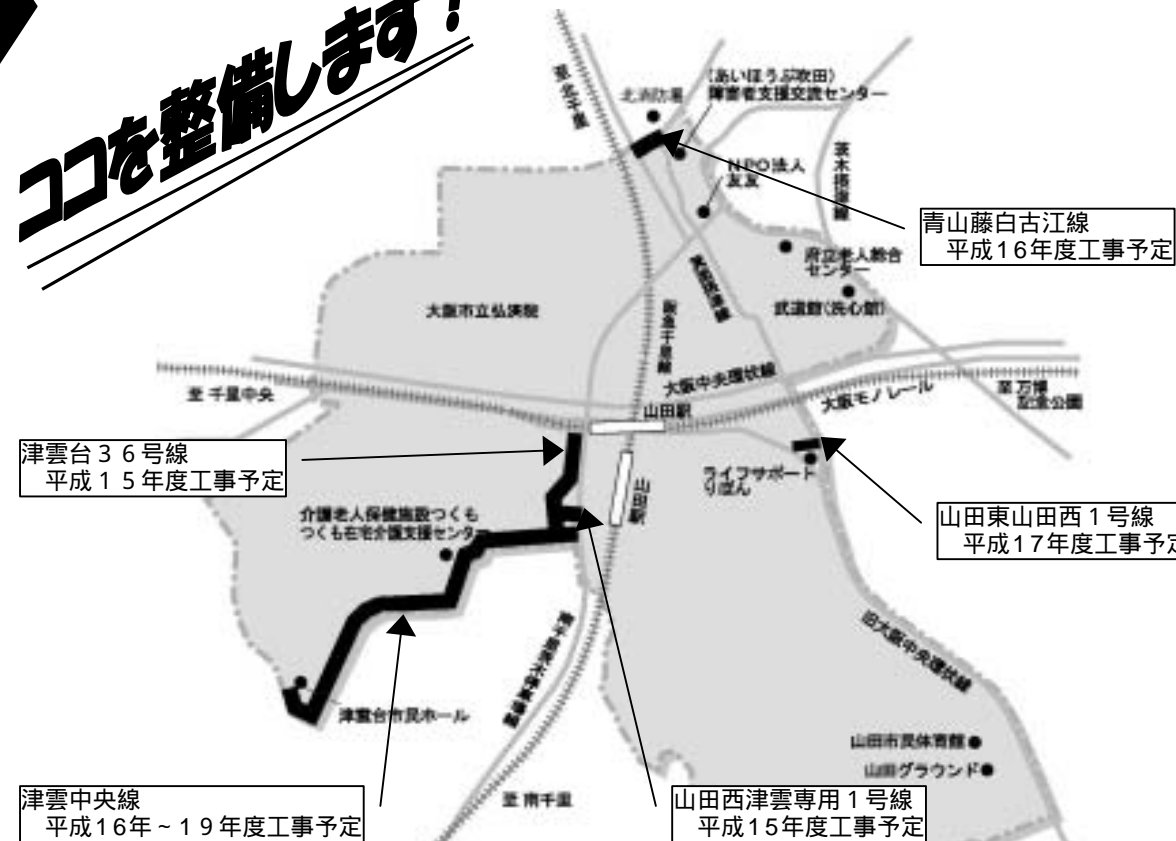 ココを整備します!
至北千里
北消防署
(あいほうぷ吹田)
障害者支援交流センター
NPO法人
友友
茨木摂津線
青山藤白古江線
平成16年度工事予定
府立老人総合
センター
武道館(洗心館)
大阪市立弘済院
阪急千里線
大阪中央環状線
至 千里中央
山田駅
大阪モノレール
至 万博
記念公園
津雲台36号線
平成15年度工事予定
ライフサポート
りぼん
山田駅
介護老人保健施設つくも
つくも在宅介護支援センター
山田東山田西1号線
平成17年度工事予定
旧大阪中央環状線
津雲台市民ホール
山田市民体育館
山田グラウンド
津雲中央線
平成16年~19年度工事予定
至 南千里
山田西津雲専用1号線
平成15年度工事予定